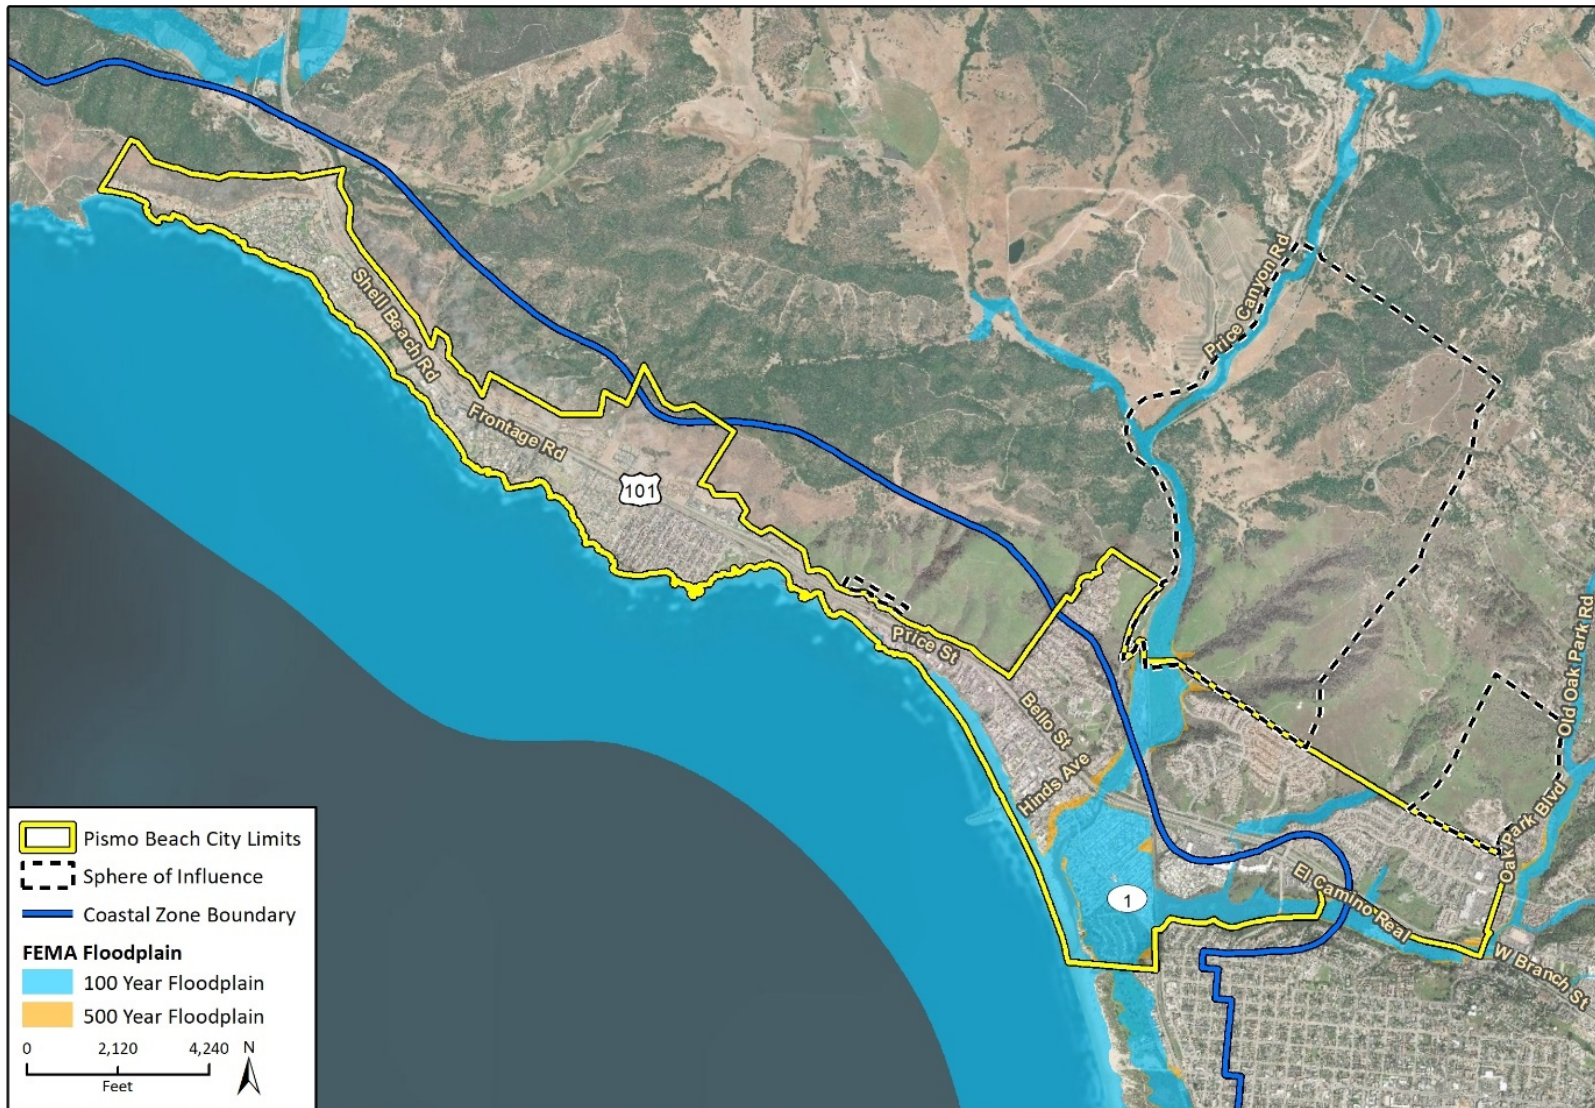 Price Canyon Rd
Shell Beach Rd
Frontage Rd
101
Price St
Bello St
Hinds Ave
Old Oak Park Rd
Oak Park Blvd
1
El Camino Real
W Branch St
Pismo Beach City Limits
Sphere of Influence
Coastal Zone Boundary
FEMA Floodplain
100 Year Floodplain
500 Year Floodplain
0 2,120 4,240 N
Feet